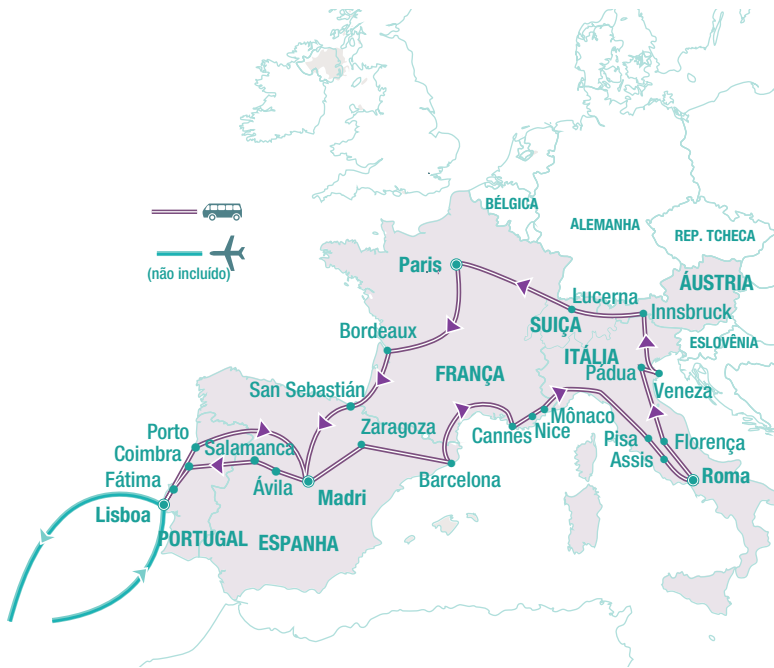 BÉLGICA
ALEMANHA
REP. TCHECA
(não incluído)
Paris
ÁUSTRIA
Lucerna
Innsbruck
SUIÇA
Bordeaux
ESLOVÊNIA
ITÁLIA
FRANÇA
Pádua
Veneza
San Sebastián
Zaragoza
Mônaco
Nice
Cannes
Porto
Coimbra
Salamanca
Pisa
Florença
Assis
Fátima
Ávila
Madri
Barcelona
Roma
Lisboa
PORTUGAL
ESPANHA